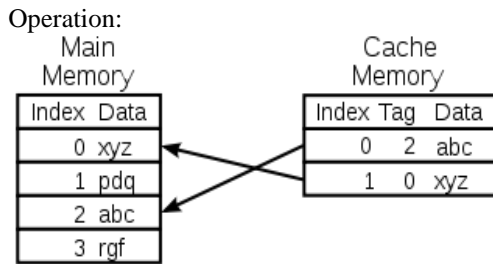 Operation:
Main Memory
Index Data
0 xyz
1 pdq
2 abc
3 rgf
Cache Memory
Index Tag Data
0 2 abc
1 0 xyz